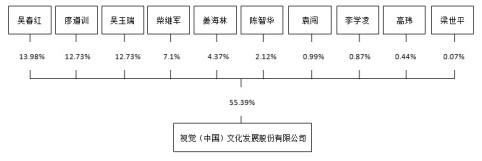 吴春红 廖道训 吴玉瑞 柴继军 姜海林 陈智华 袁闯 李学凌 高玮 梁世平
13.98% 12.73% 12.73% 7.1% 4.37% 2.12% 0.99% 0.87% 0.44% 0.07%
55.39%
视觉（中国）文化发展股份有限公司